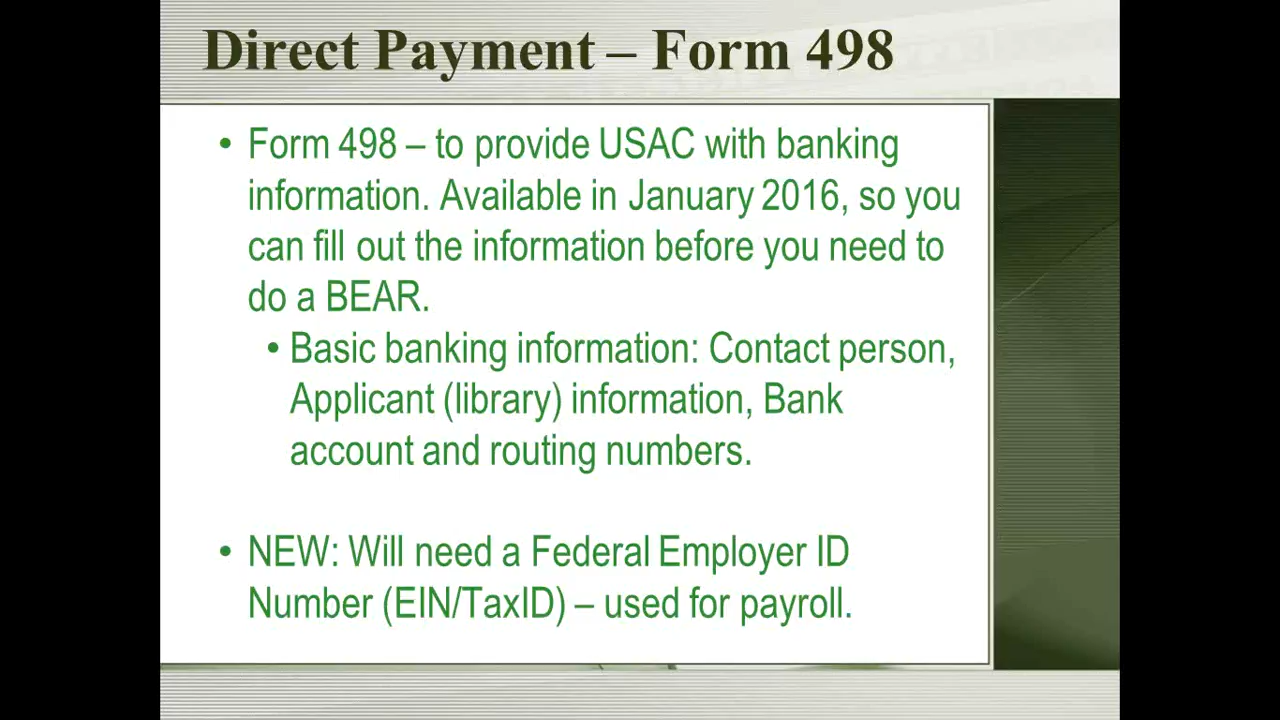 Direct Payment – Form 498
• Form 498 – to provide USAC with banking
information. Available in January 2016, so you
can fill out the information before you need to
do a BEAR.
• Basic banking information: Contact person,
Applicant (library) information, Bank
account and routing numbers.
• NEW: Will need a Federal Employer ID
Number (EIN/TaxID) – used for payroll.